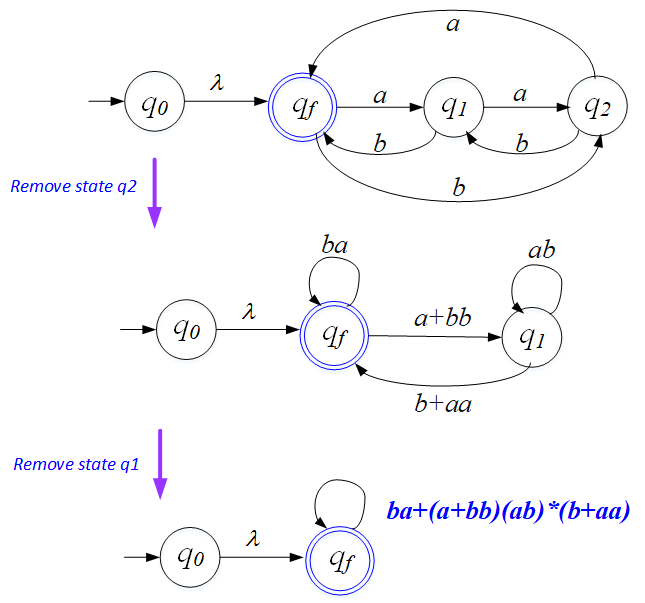 a
λ
q0 qf a q1 a q2
b b
Remove state q2
b
ba ab
λ
q0 qf a+bb q1
b+aa
Remove state q1
ba+(a+bb)(ab)*(b+aa)
λ
q0 qf